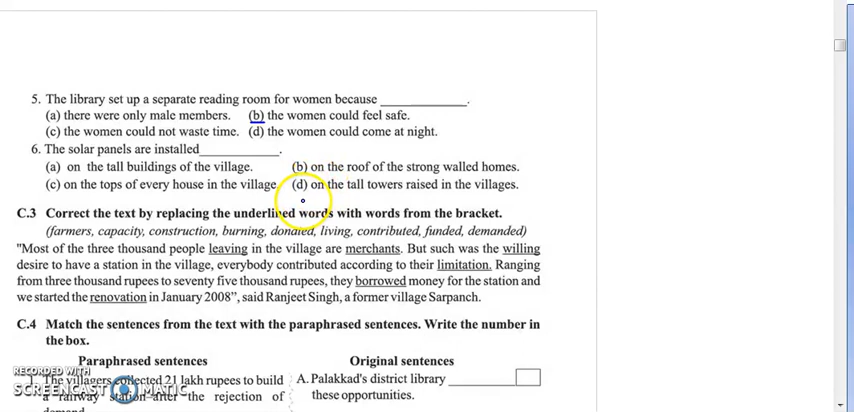 5. The library set up a separate reading room for women because ______________.
(a) there were only male members. (b) the women could feel safe.
(c) the women could not waste time. (d) the women could come at night.
6. The solar panels are installed_____________.
(a) on the tall buildings of the village. (b) on the roof of the strong walled homes.
(c) on the tops of every house in the village (d) on the tall towers raised in the villages.
C.3 Correct the text by replacing the underlined words with words from the bracket.
(farmers, capacity, construction, burning, donated, living, contributed, funded, demanded)
"Most of the three thousand people leaving in the village are merchants. But such was the willing
desire to have a station in the village, everybody contributed according to their limitation. Ranging
from three thousand rupees to seventy five thousand rupees, they borrowed money for the station and
we started the renovation in January 2008", said Ranjeet Singh, a former village Sarpanch.
C.4 Match the sentences from the text with the paraphrased sentences. Write the number in
the box.
Paraphrased sentences Original sentences
The villagers collected 21 lakh rupees to build A. Palakkad's district library ___________
a railway station after the rejection of these opportunities.
RECORDED WITH
SCREENCAST MATIC